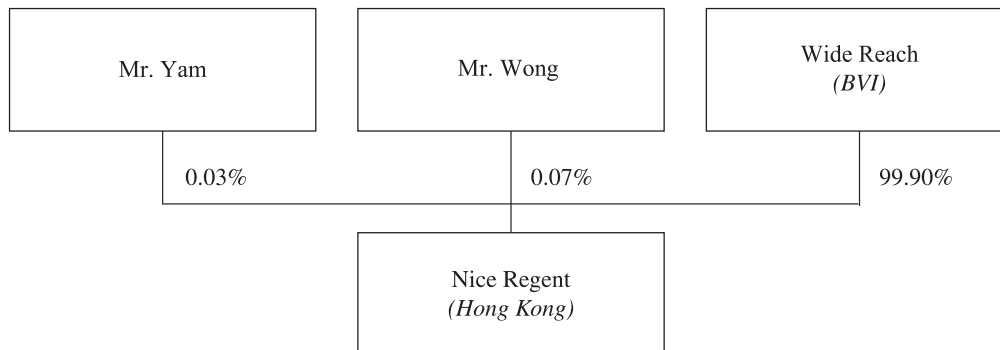 Mr. Yam
Mr. Wong
Wide Reach
(BVI)
0.03%
0.07%
99.90%
Nice Regent
(Hong Kong)